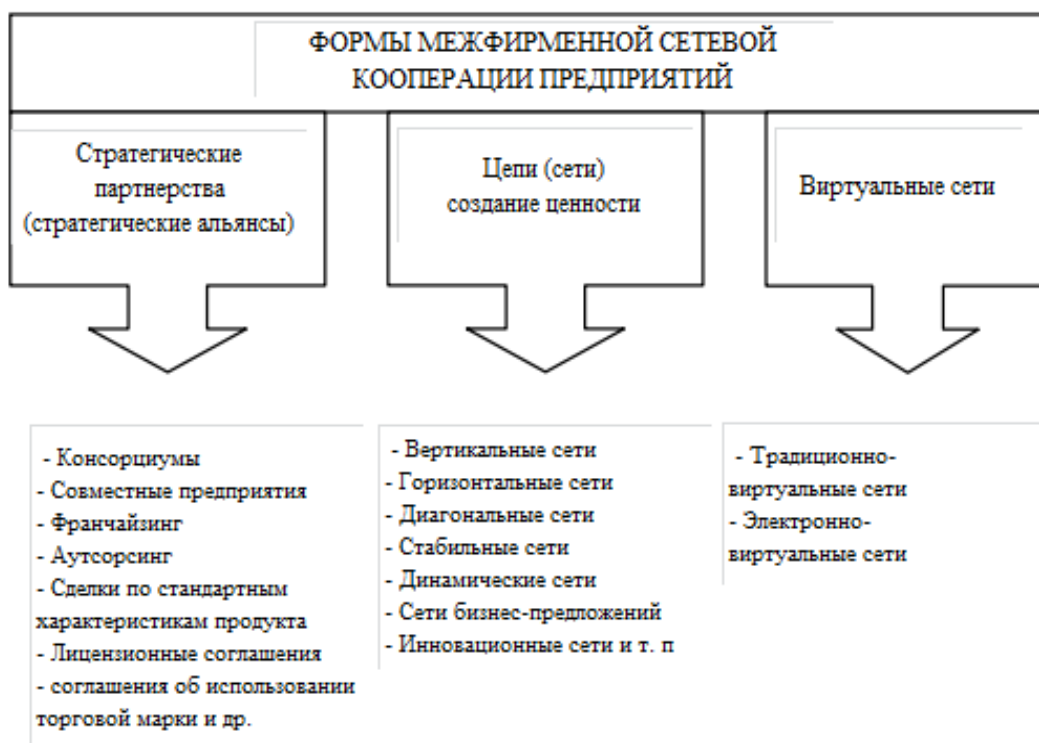 ФОРМЫ МЕЖФИРМЕННОЙ СЕТЕВОЙ
КООПЕРАЦИИ ПРЕДПРИЯТИЙ
Стратегические
партнерства
(стратегические альянсы)
Цепи (сети)
создание ценности
Виртуальные сети
- Консорциумы
- Совместные предприятия
- Франчайзинг
- Аутсорсинг
- Сделки по стандартным
характеристикам продукта
- Лицензионные соглашения
- соглашения об использовании
торговой марки и др.
- Вертикальные сети
- Горизонтальные сети
- Диагональные сети
- Стабильные сети
- Динамические сети
- Сети бизнес-предложений
- Инновационные сети и т. п
- Традиционно-
виртуальные сети
- Электронно-
виртуальные сети